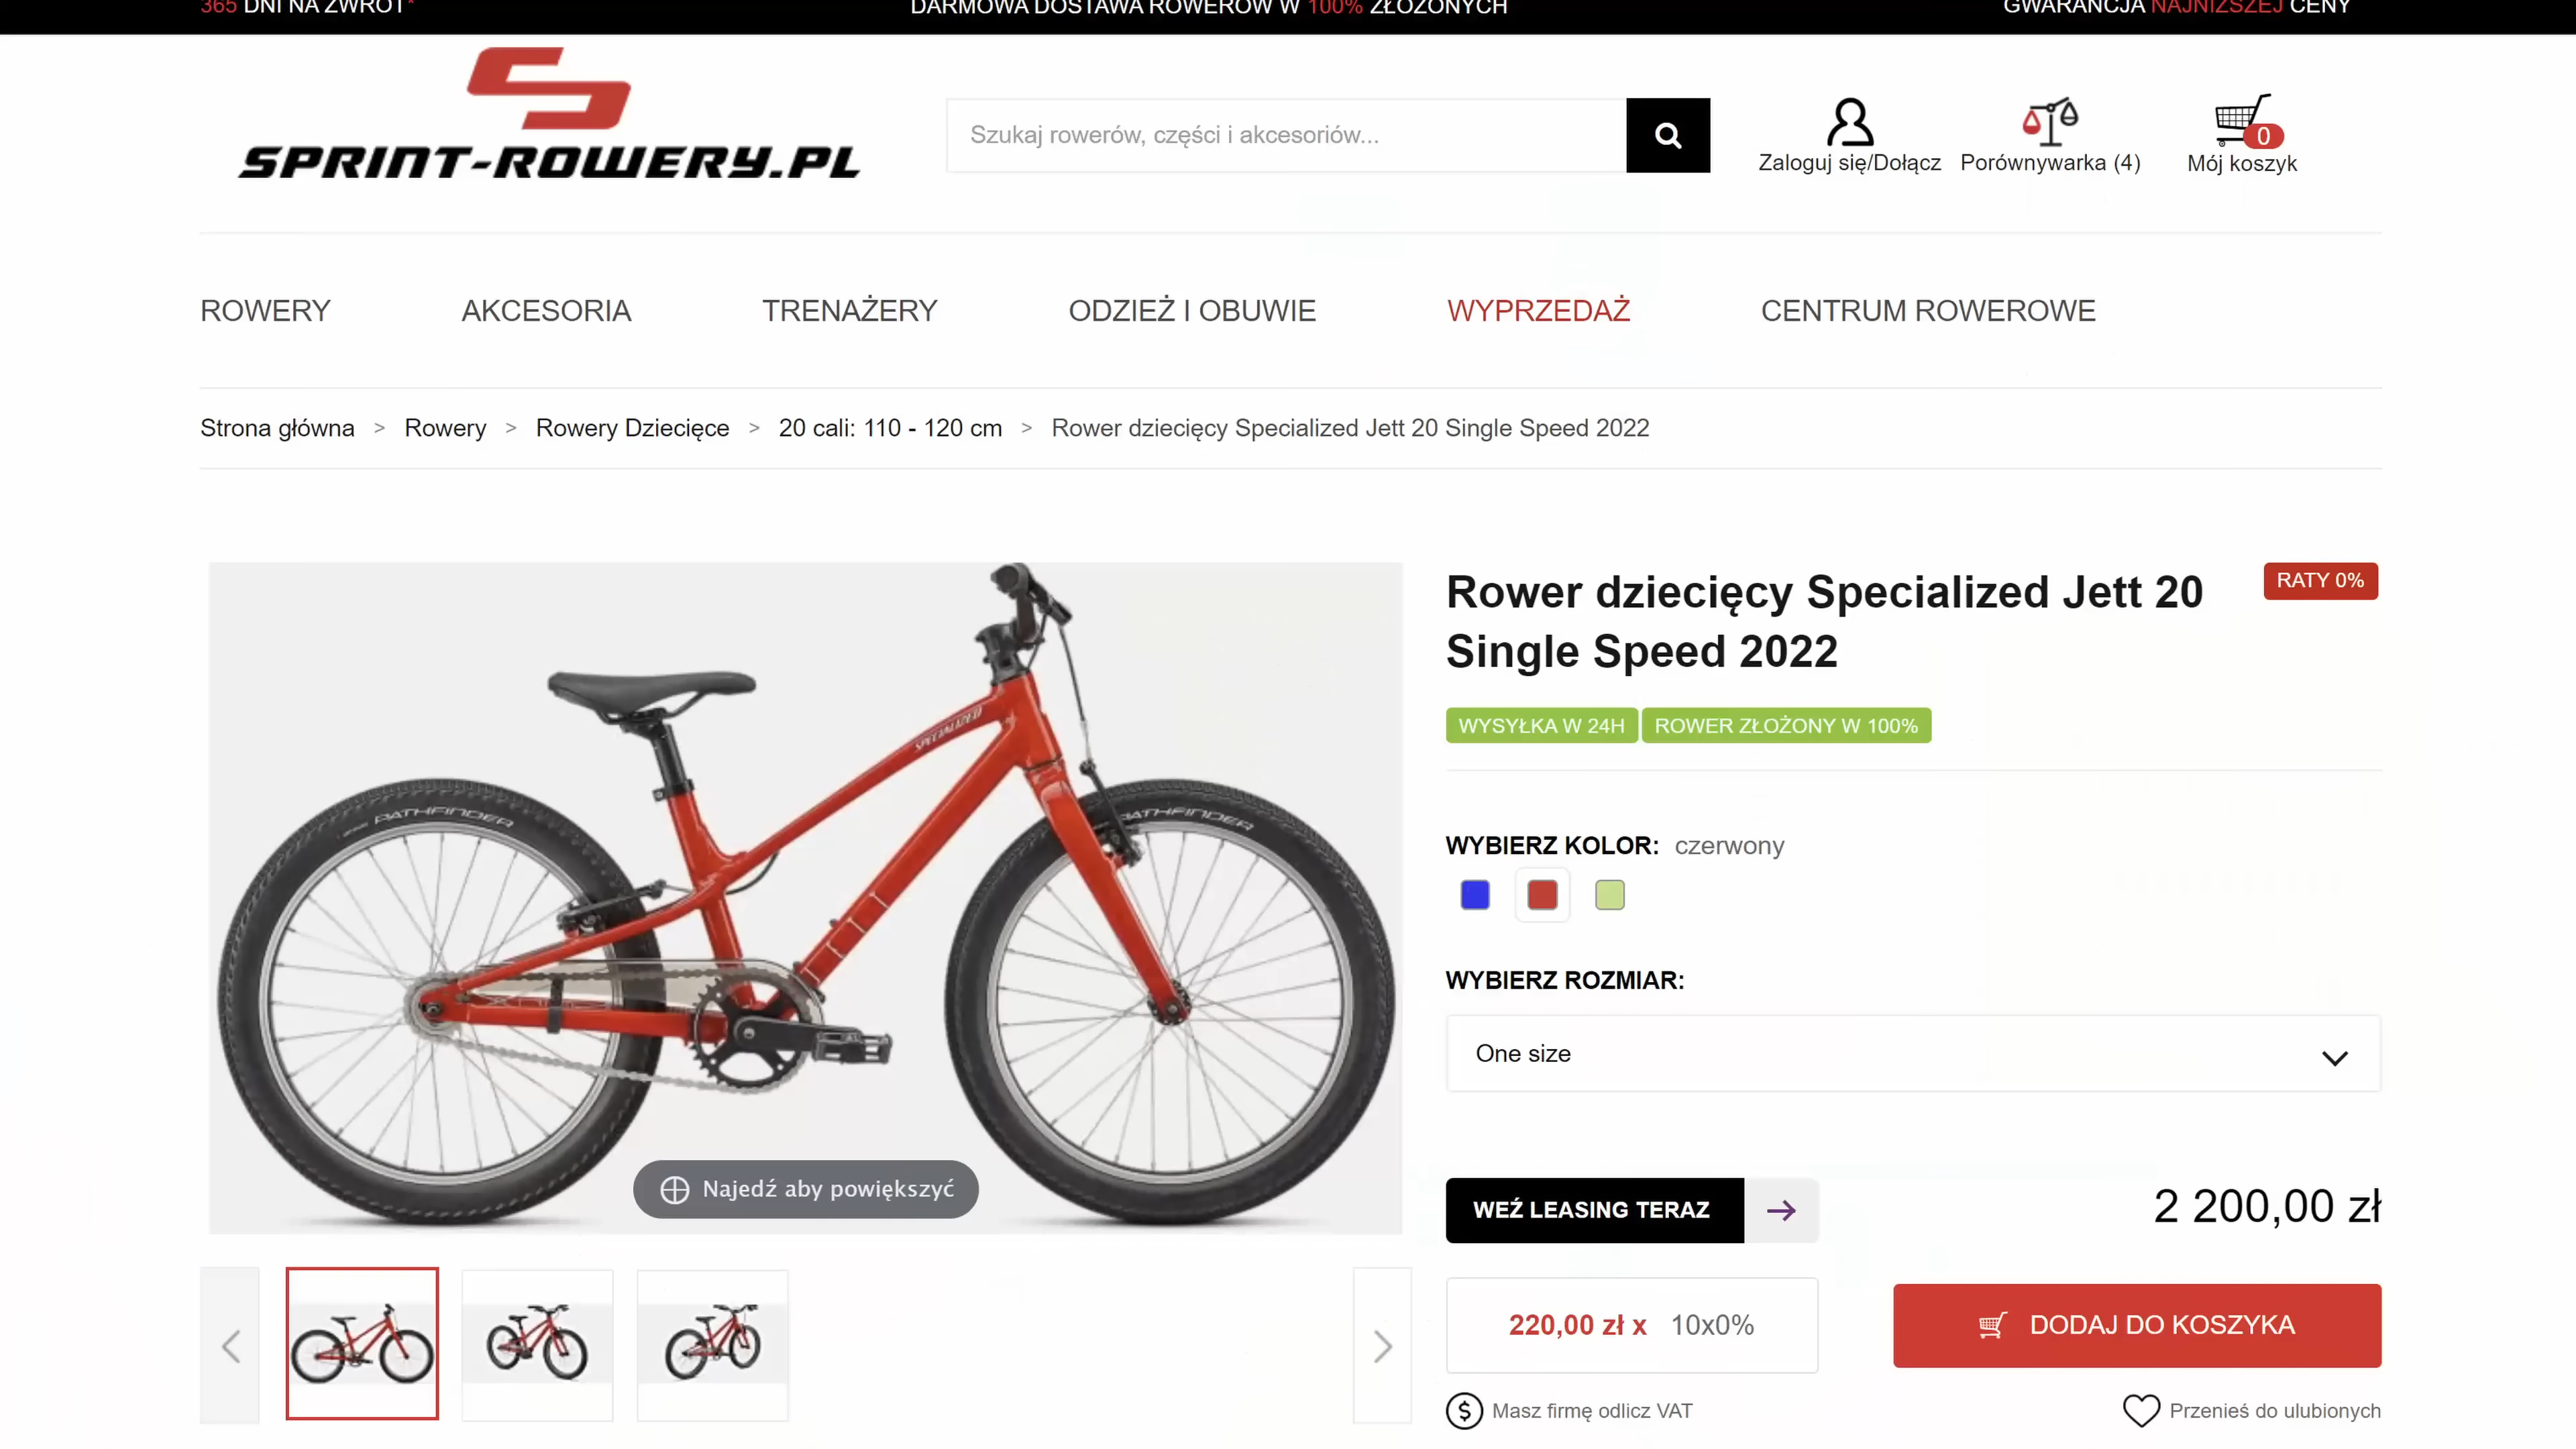 365 DNI NA ZWROT*
DARMOWA DOSTAWA ROWERÓW W 100% ZŁOŻONYCH
GWARANCJA NAJNIŻSZEJ CENY
SPRINT-ROWERY.PL
Szukaj rowerów, części i akcesoriów...
Zaloguj się/Dołącz
Porównywarka (4)
0
Mój koszyk
ROWERY
AKCESORIA
TRENAŻERY
ODZIEŻ I OBUWIE
WYPRZEDAŻ
CENTRUM ROWEROWE
Strona główna > Rowery > Rowery Dziecięce > 20 cali: 110 - 120 cm > Rower dziecięcy Specialized Jett 20 Single Speed 2022
SPECIALIZED
PATHFINDER
PATHFINDER
JETT
Najedź aby powiększyć
Rower dziecięcy Specialized Jett 20
Single Speed 2022
RATY 0%
WYSYŁKA W 24H
ROWER ZŁOŻONY W 100%
WYBIERZ KOLOR: czerwony
WYBIERZ ROZMIAR:
One size
WEŹ LEASING TERAZ
2 200,00 zł
220,00 zł x 10x0%
DODAJ DO KOSZYKA
Masz firmę odlicz VAT
Przenieś do ulubionych